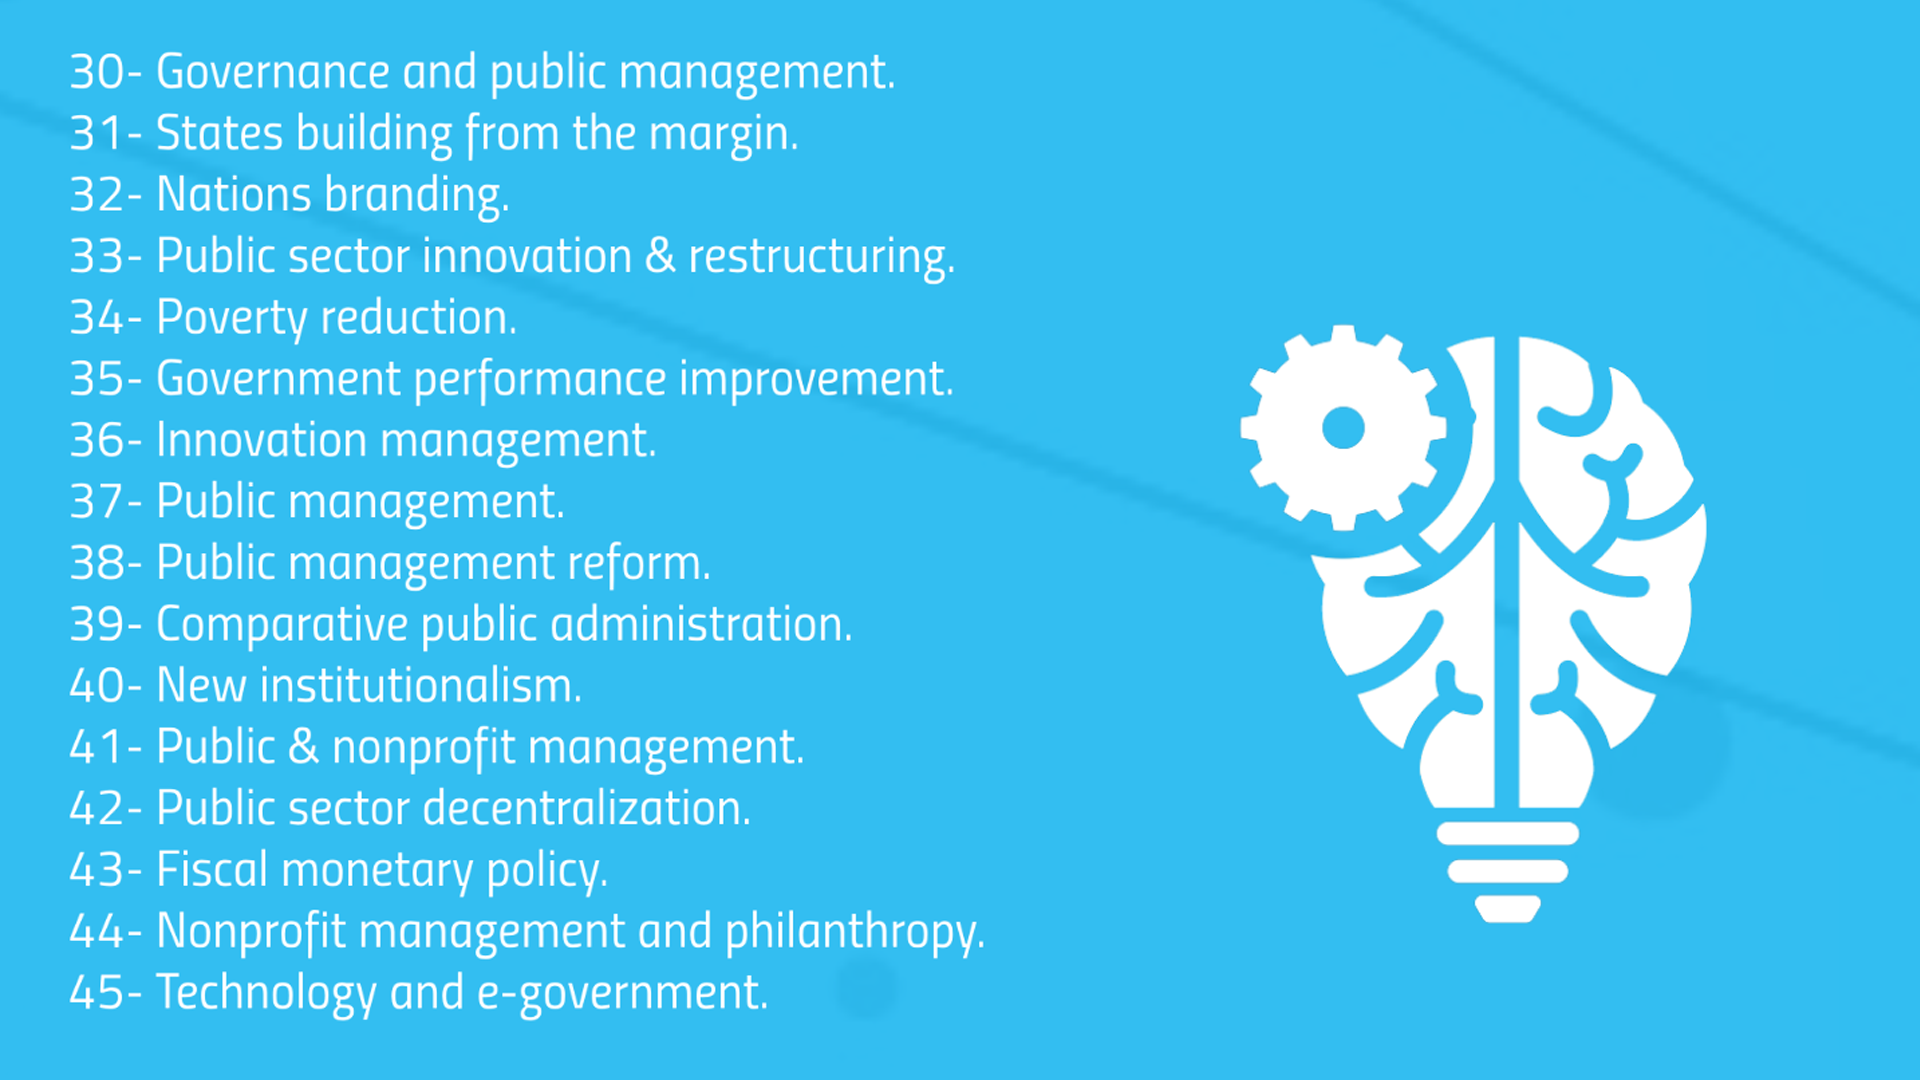 30- Governance and public management.
31- States building from the margin.
32- Nations branding.
33- Public sector innovation & restructuring.
34- Poverty reduction.
35- Government performance improvement.
36- Innovation management.
37- Public management.
38- Public management reform.
39- Comparative public administration.
40- New institutionalism.
41- Public & nonprofit management.
42- Public sector decentralization.
43- Fiscal monetary policy.
44- Nonprofit management and philanthropy.
45- Technology and e-government.